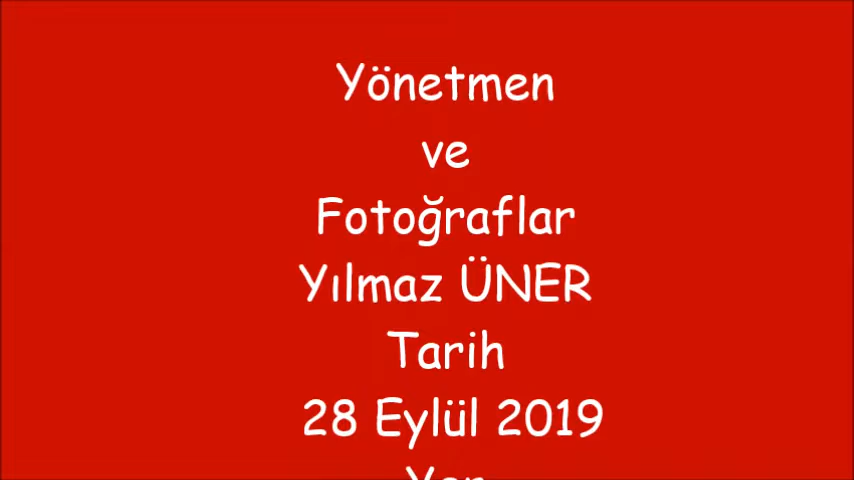 Yönetmen
ve
Fotoğraflar
Yılmaz ÜNER
Tarih
28 Eylül 2019